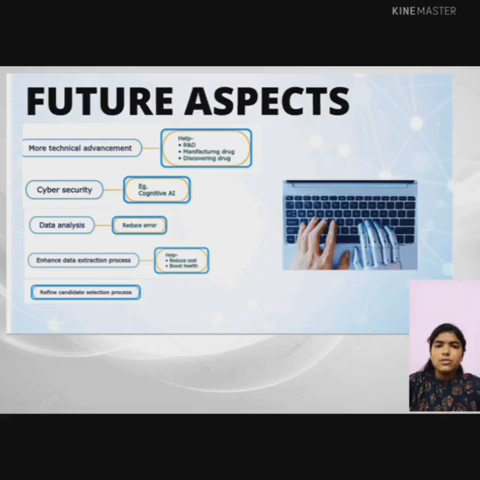 KINEMASTER
FUTURE ASPECTS
More technical advancement
Help-
• R&D
• Manifacturng drug
• Discovering drug
Cyber security
Eg.
Cognitive AI
Data analysis
Reduce error
Enhance data extraction process
Help-
• Reduce cost
• Boost health
Refine candidate selection process